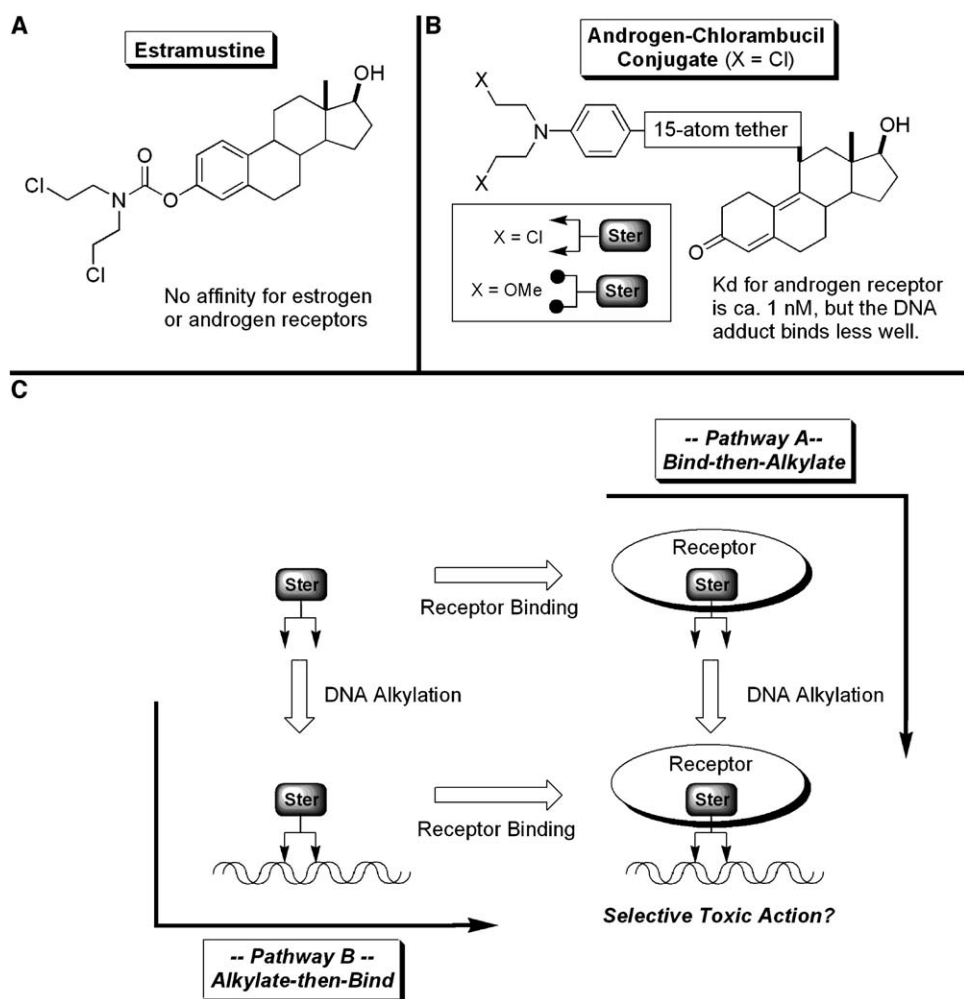 A
Estramustine
OH
O
Cl
N
O
Cl
No affinity for estrogen
or androgen receptors
B
Androgen-Chlorambucil
Conjugate (X = Cl)
X
N
15-atom tether
OH
X
O
X = Cl
Ster
X = OMe
Ster
Kd for androgen receptor
is ca. 1 nM, but the DNA
adduct binds less well.
C
-- Pathway A--
Bind-then-Alkylate
Receptor
Ster
Ster
Receptor Binding
DNA Alkylation
DNA Alkylation
Receptor
Ster
Ster
Receptor Binding
Selective Toxic Action?
-- Pathway B --
Alkylate-then-Bind